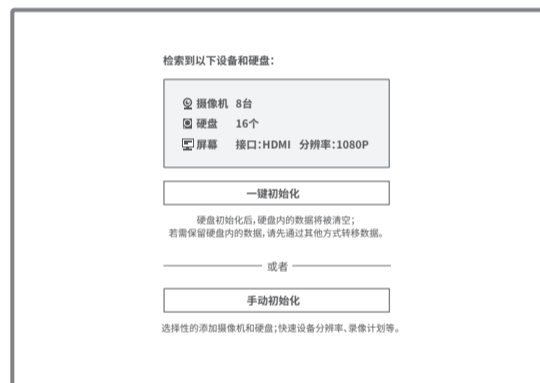 检索到以下设备和硬盘：
摄像机 8台
硬盘 16个
屏幕 接口：HDMI 分辨率：1080P
一键初始化
硬盘初始化后，硬盘内的数据将被清空；
若需保留硬盘内的数据，请先通过其他方式转移数据。
或者
手动初始化
选择性的添加摄像机和硬盘；快速设备分辨率、录像计划等。